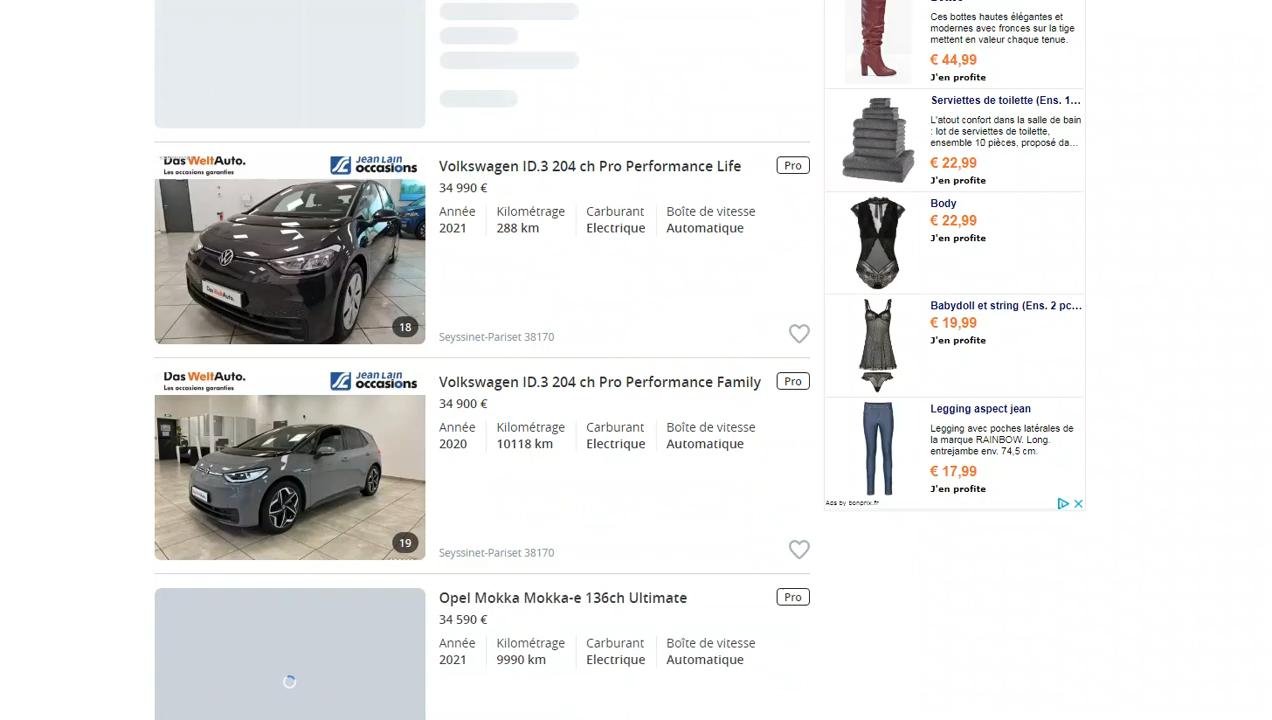 Das WeltAuto.
Les occasions garanties
JEAN LAIN
occasions
Das WeltAuto.
18
Volkswagen ID.3 204 ch Pro Performance Life
Pro
34 990 €
Année
Kilométrage
Carburant
Boîte de vitesse
2021
288 km
Electrique
Automatique
Seyssinet-Pariset 38170
Das WeltAuto.
Les occasions garanties
JEAN LAIN
occasions
19
Volkswagen ID.3 204 ch Pro Performance Family
Pro
34 900 €
Année
Kilométrage
Carburant
Boîte de vitesse
2020
10118 km
Electrique
Automatique
Seyssinet-Pariset 38170
Opel Mokka Mokka-e 136ch Ultimate
Pro
34 590 €
Année
Kilométrage
Carburant
Boîte de vitesse
2021
9990 km
Electrique
Automatique
Ces bottes hautes élégantes et
modernes avec fronces sur la tige
mettent en valeur chaque tenue.
€ 44,99
J'en profite
Serviettes de toilette (Ens. 1...
L'atout confort dans la salle de bain
: lot de serviettes de toilette,
ensemble 10 pièces, proposé da...
€ 22,99
J'en profite
Body
€ 22,99
J'en profite
Babydoll et string (Ens. 2 pc...
€ 19,99
J'en profite
Legging aspect jean
Legging avec poches latérales de
la marque RAINBOW. Long.
entrejambe env. 74,5 cm.
€ 17,99
J'en profite
Ads by bonprix.fr